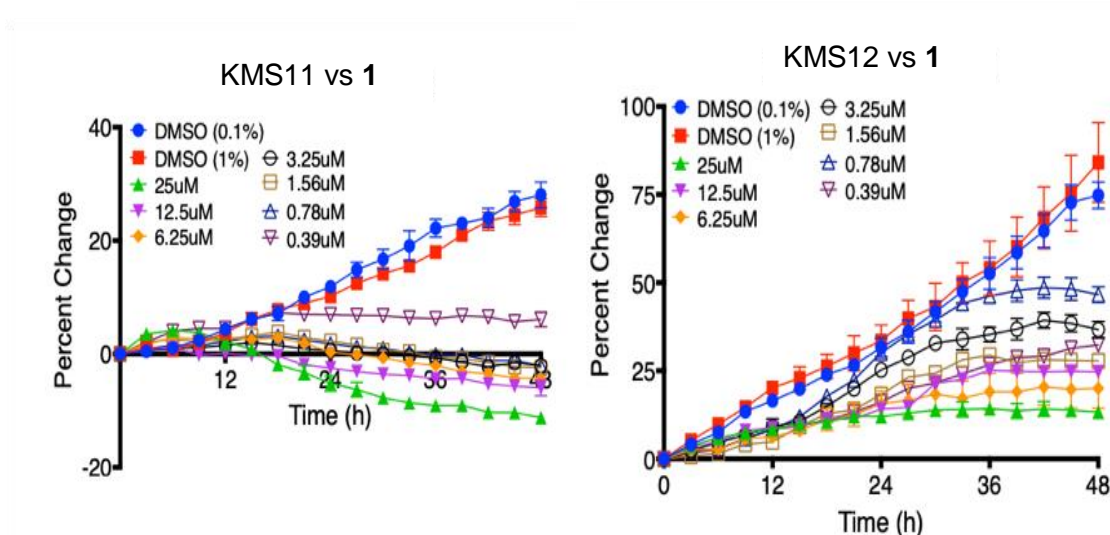 KMS11 vs 1
40
20
0
-20
Percent Change
DMSO (0.1%)
DMSO (1%)
25uM
12.5uM
6.25uM
3.25uM
1.56uM
0.78uM
0.39uM
12
24
36
48
Time (h)
KMS12 vs 1
100
75
50
25
0
Percent Change
DMSO (0.1%)
DMSO (1%)
25uM
12.5uM
6.25uM
3.25uM
1.56uM
0.78uM
0.39uM
0
12
24
36
48
Time (h)